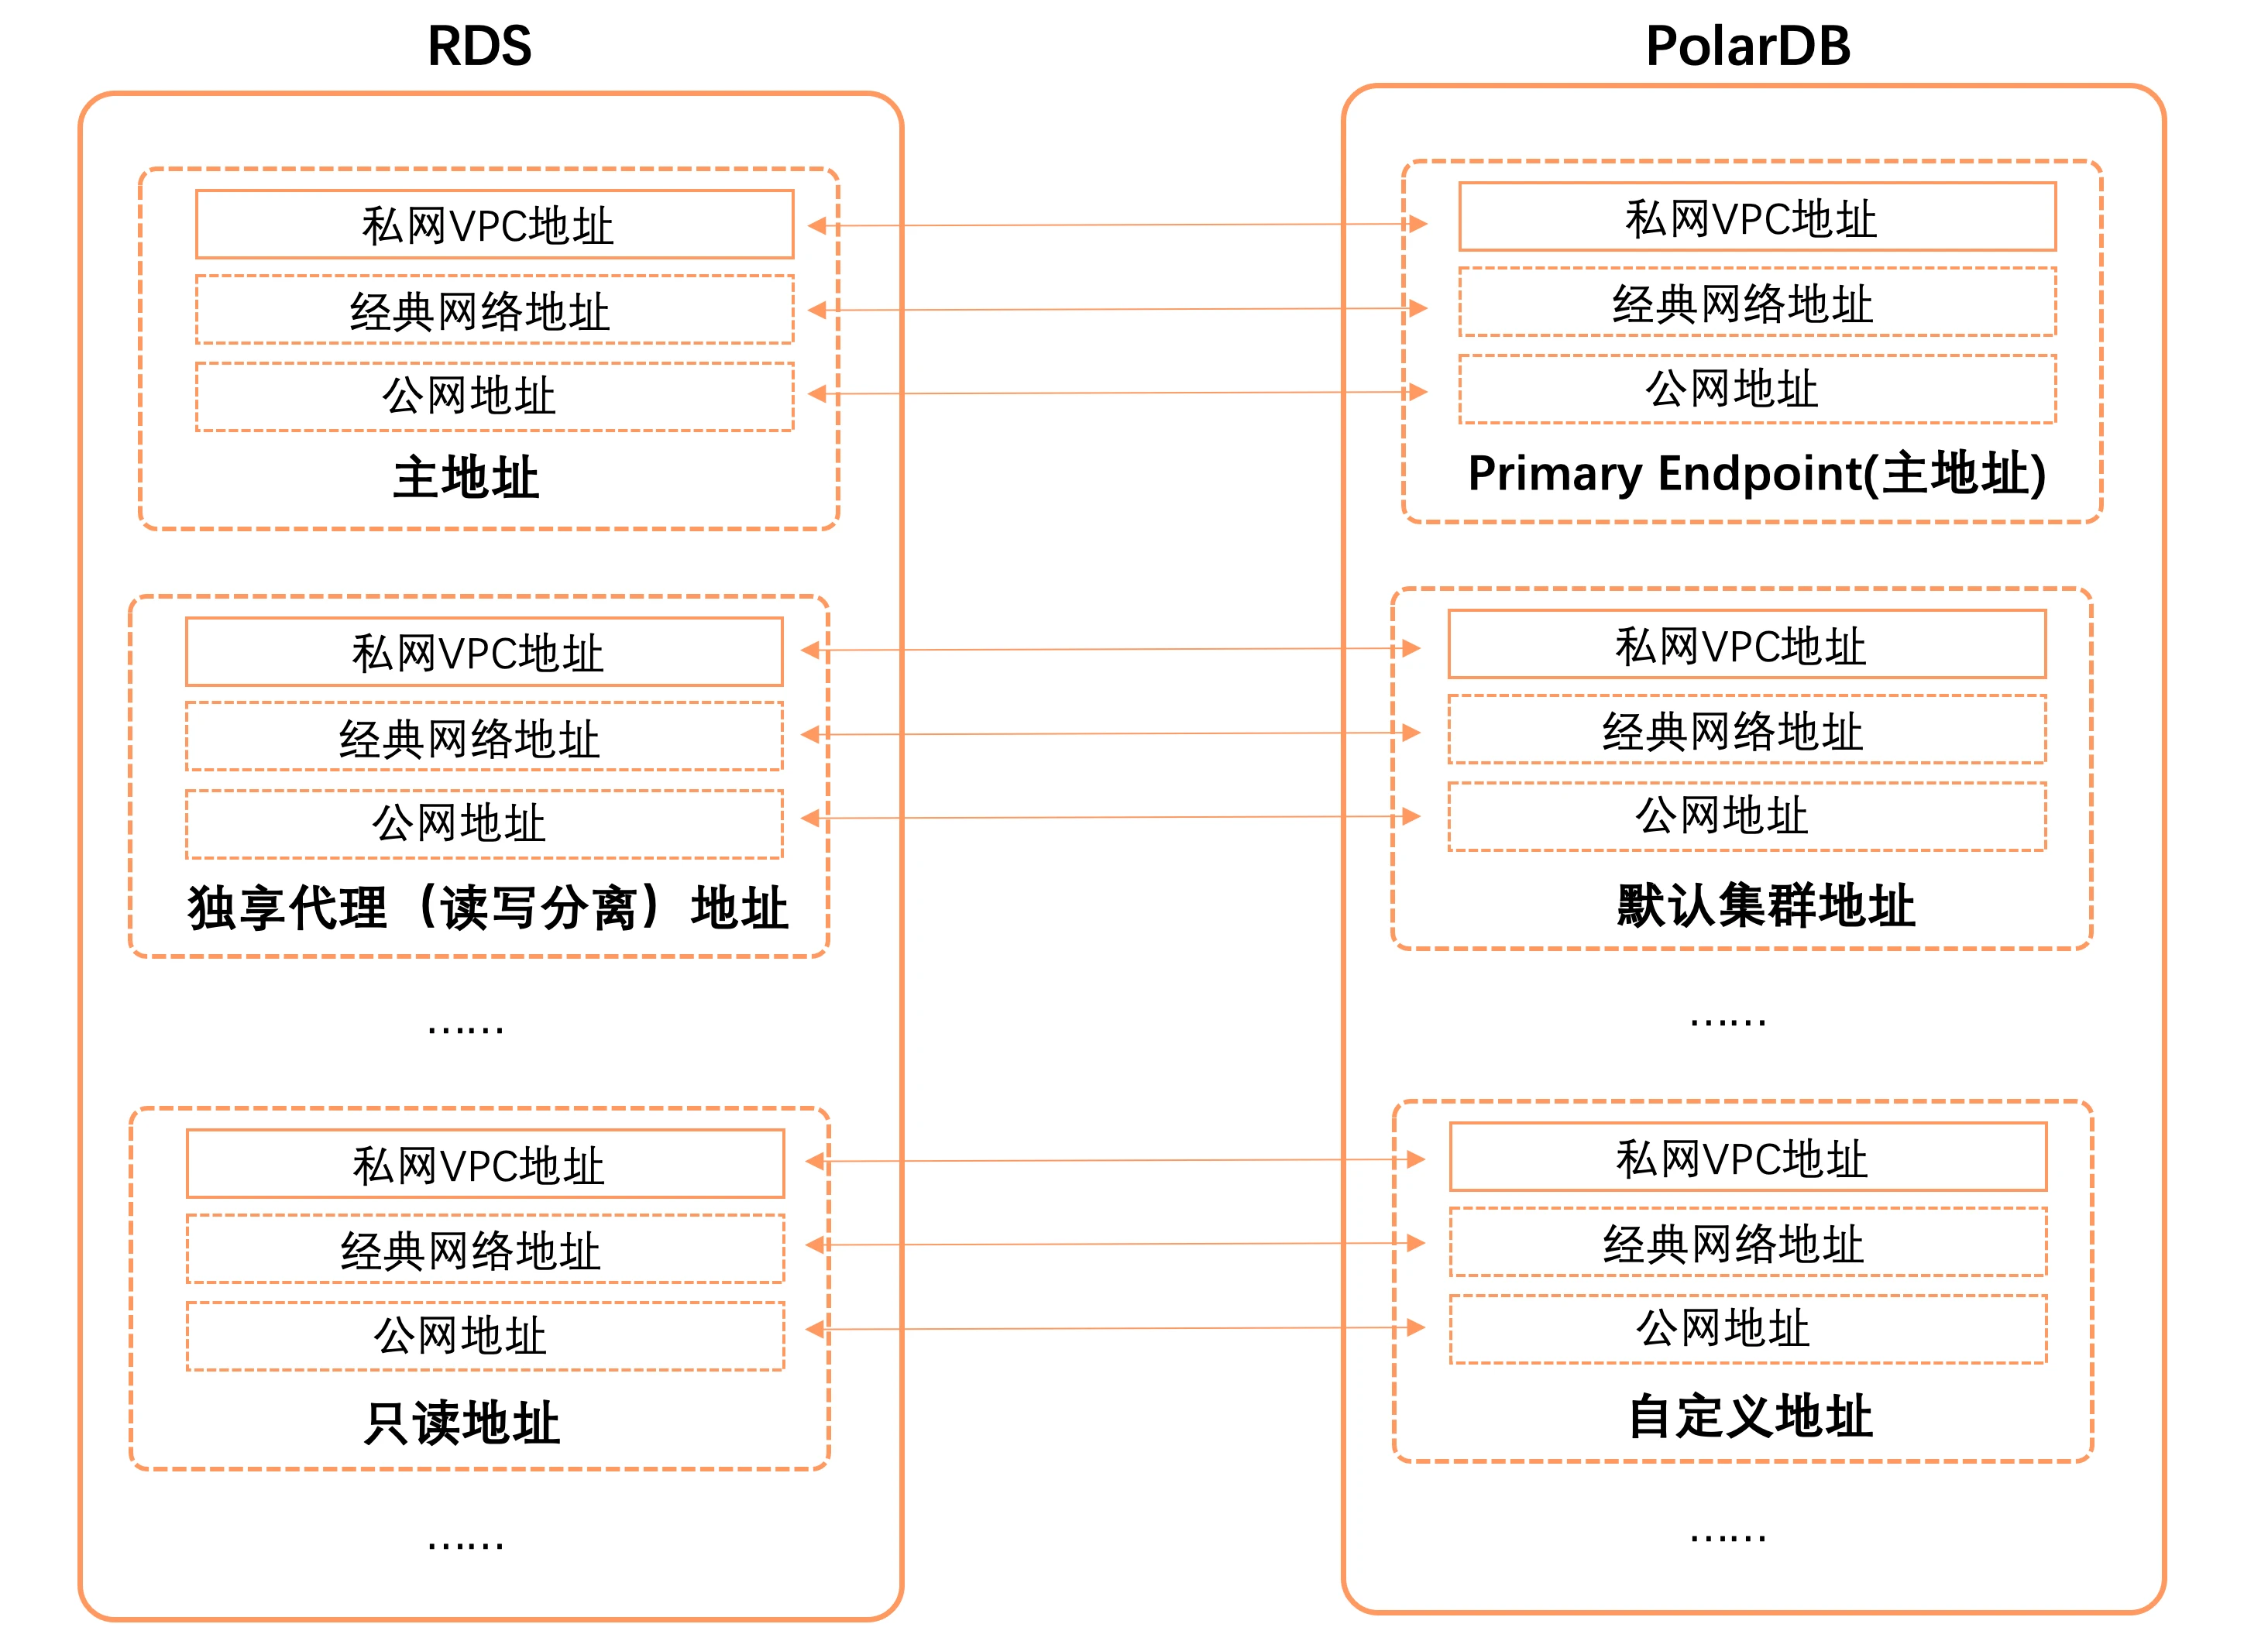 RDS
私网VPC地址
经典网络地址
公网地址
主地址
私网VPC地址
经典网络地址
公网地址
独享代理（读写分离）地址
……
私网VPC地址
经典网络地址
公网地址
只读地址
……
PolarDB
私网VPC地址
经典网络地址
公网地址
Primary Endpoint(主地址)
私网VPC地址
经典网络地址
公网地址
默认集群地址
……
私网VPC地址
经典网络地址
公网地址
自定义地址
……